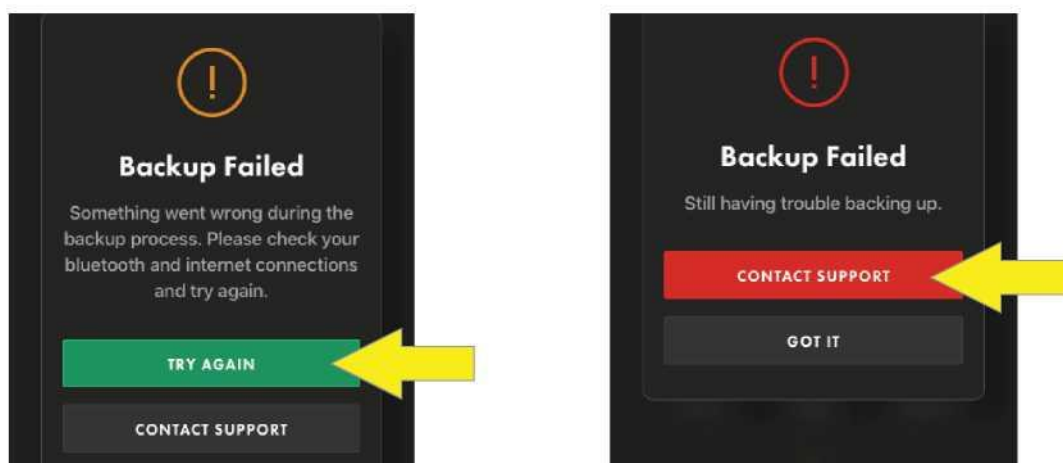 !
Backup Failed
Something went wrong during the
backup process. Please check your
bluetooth and internet connections
and try again.
TRY AGAIN
CONTACT SUPPORT
!
Backup Failed
Still having trouble backing up.
CONTACT SUPPORT
GOT IT